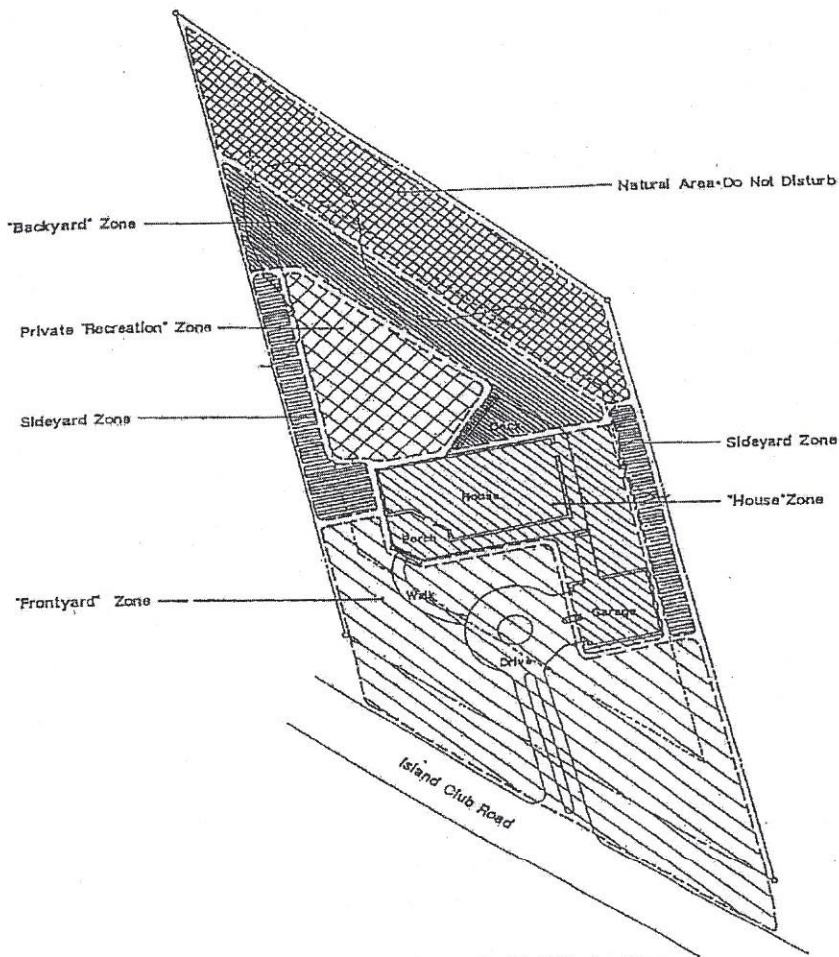 Natural Area•Do Not Disturb
"Backyard" Zone
Private "Recreation" Zone
Sideyard Zone
Deck
Sideyard Zone
House
"House" Zone
Porch
"Frontyard" Zone
Walk
Garage
Drive
Island Club Road